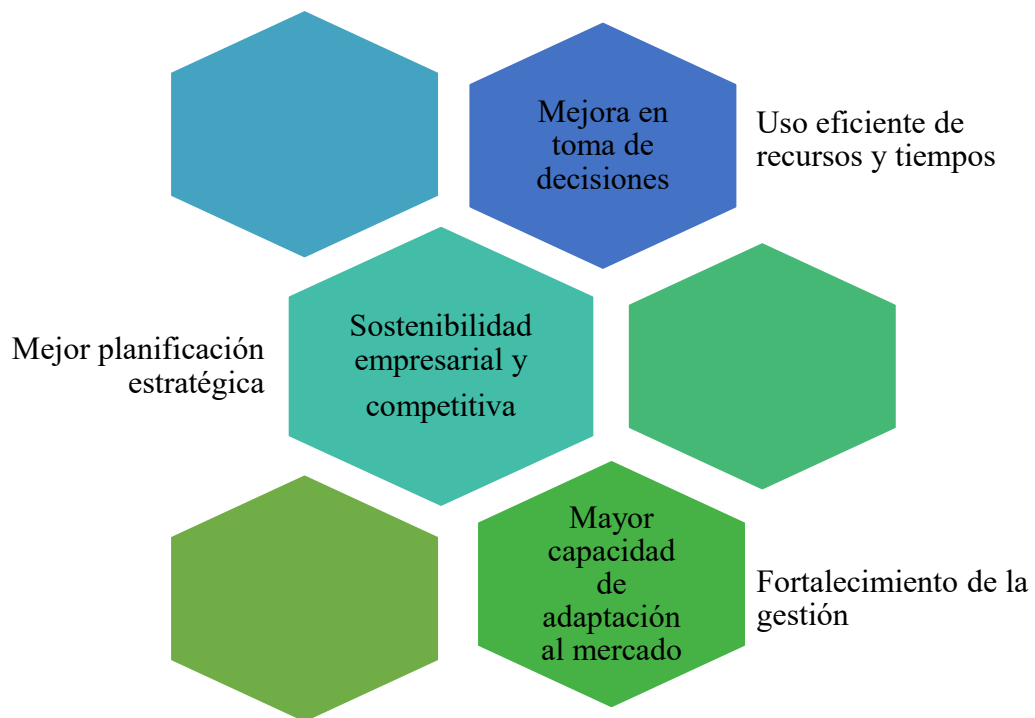 Mejora en
toma de
decisiones
Uso eficiente de
recursos y tiempos
Mejor planificación
estratégica
Sostenibilidad
empresarial y
competitiva
Mayor
capacidad
de
adaptación
al mercado
Fortalecimiento de la
gestión